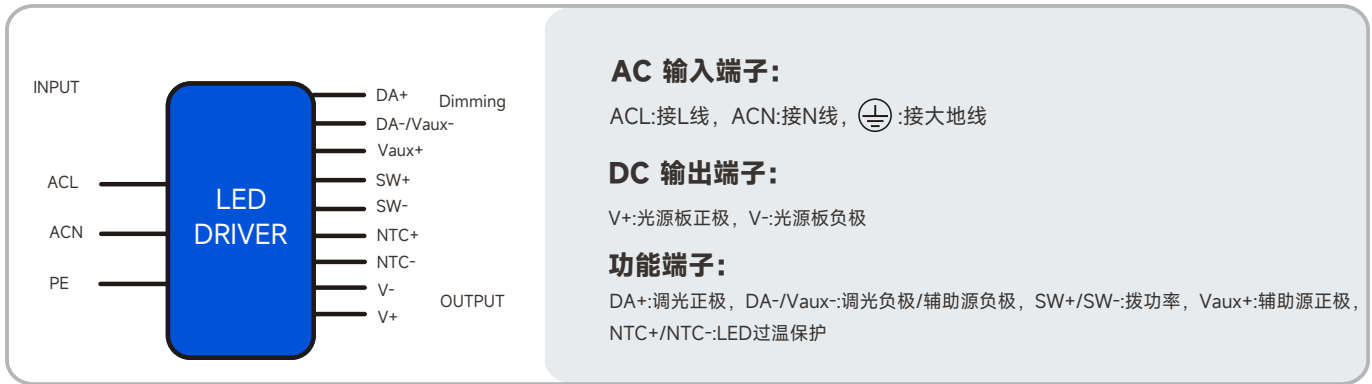 INPUT
ACL
ACN
PE
LED
DRIVER
DA+
Dimming
DA-/Vaux-
Vaux+
SW+
SW-
NTC+
NTC-
V-
OUTPUT
V+
AC 输入端子：
ACL:接L线，ACN:接N线， :接大地线
DC 输出端子：
V+:光源板正极，V-:光源板负极
功能端子：
DA+:调光正极，DA-/Vaux-:调光负极/辅助源负极，SW+/SW-:拨功率，Vaux+:辅助源正极，
NTC+/NTC-:LED过温保护